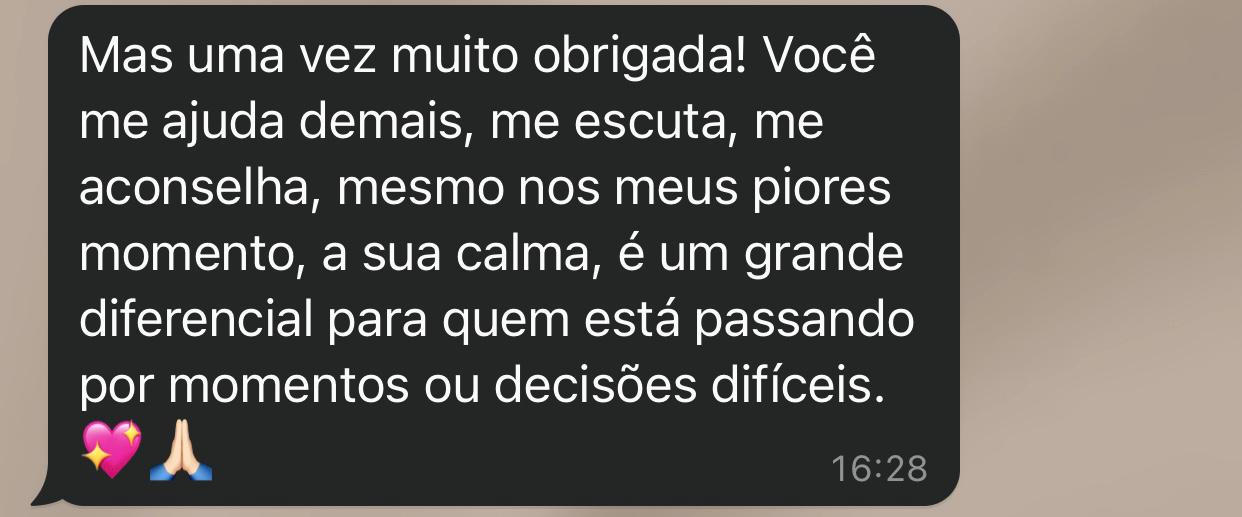 Mas uma vez muito obrigada! Você
me ajuda demais, me escuta, me
aconselha, mesmo nos meus piores
momento, a sua calma, é um grande
diferencial para quem está passando
por momentos ou decisões difíceis.
💖🙏🏻
16:28